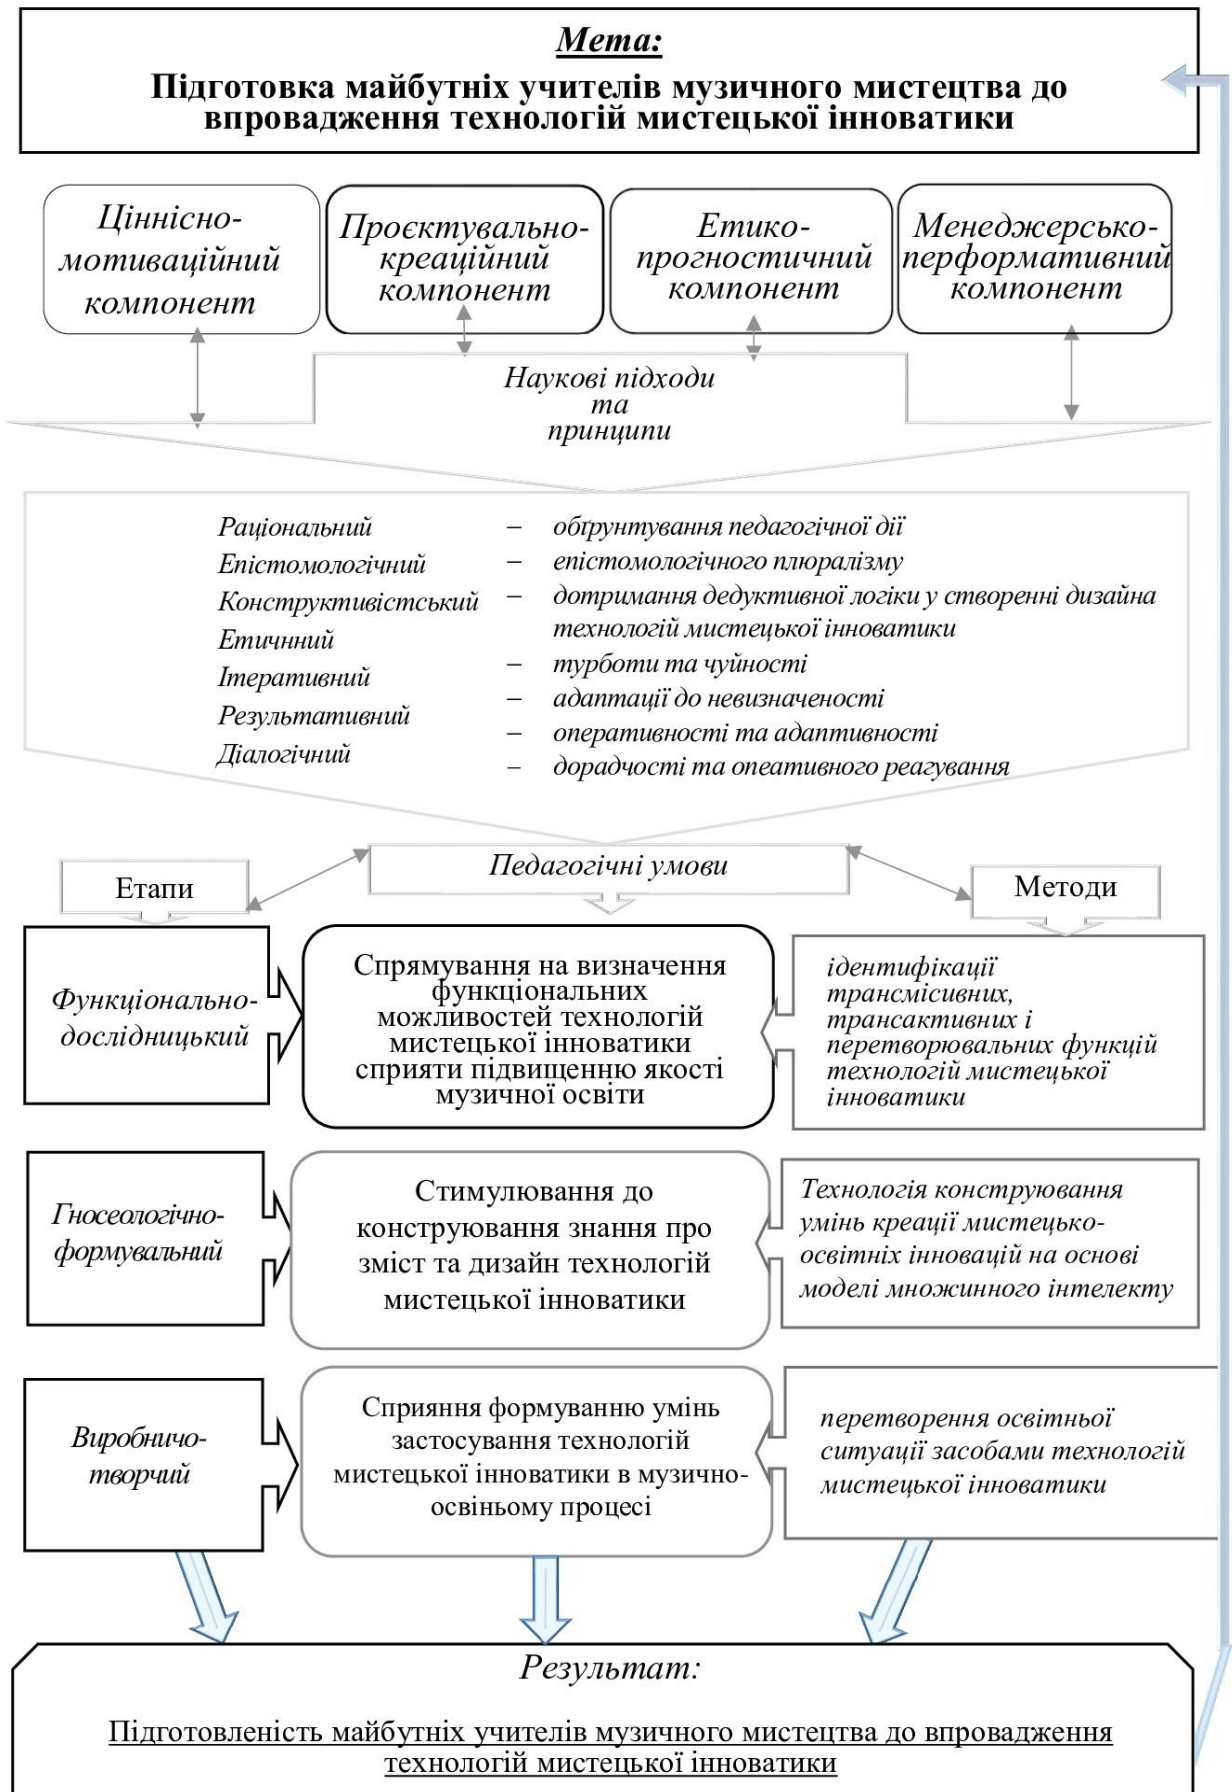 Мета:
Підготовка майбутніх учителів музичного мистецтва до
впровадження технологій мистецької інноватики
Ціннісно-
мотиваційний
компонент
Проєктувально-
креаційний
компонент
Етико-
прогностичний
компонент
Менеджерсько-
перформативний
компонент
Наукові підходи
та
принципи
Раціональний
Епістомологічний
Конструктивістський
Етичнний
Ітеративний
Результативний
Діалогічний
– обґрунтування педагогічної дії
– епістомологічного плюралізму
– дотримання дедуктивної логіки у створенні дизайна
технологій мистецької інноватики
– турботи та чуйності
– адаптації до невизначеності
– оперативності та адаптивності
– дорадчості та опеативного реагування
Етапи
Педагогічні умови
Методи
Функціонально-
дослідницький
Спрямування на визначення
функціональних
можливостей технологій
мистецької інноватики
сприяти підвищенню якості
музичної освіти
ідентифікації
трансмісивних,
трансактивних і
перетворювальних функцій
технологій мистецької
інноватики
Гносеологічно-
формувальний
Стимулювання до
конструювання знання про
зміст та дизайн технологій
мистецької інноватики
Технологія конструювання
умінь креації мистецько-
освітніх інновацій на основі
моделі множинного інтелекту
Виробничо-
творчий
Сприяння формуванню умінь
застосування технологій
мистецької інноватики в музично-
освіньому процесі
перетворення освітньої
ситуації засобами технологій
мистецької інноватики
Результат:
Підготовленість майбутніх учителів музичного мистецтва до впровадження
технологій мистецької інноватики